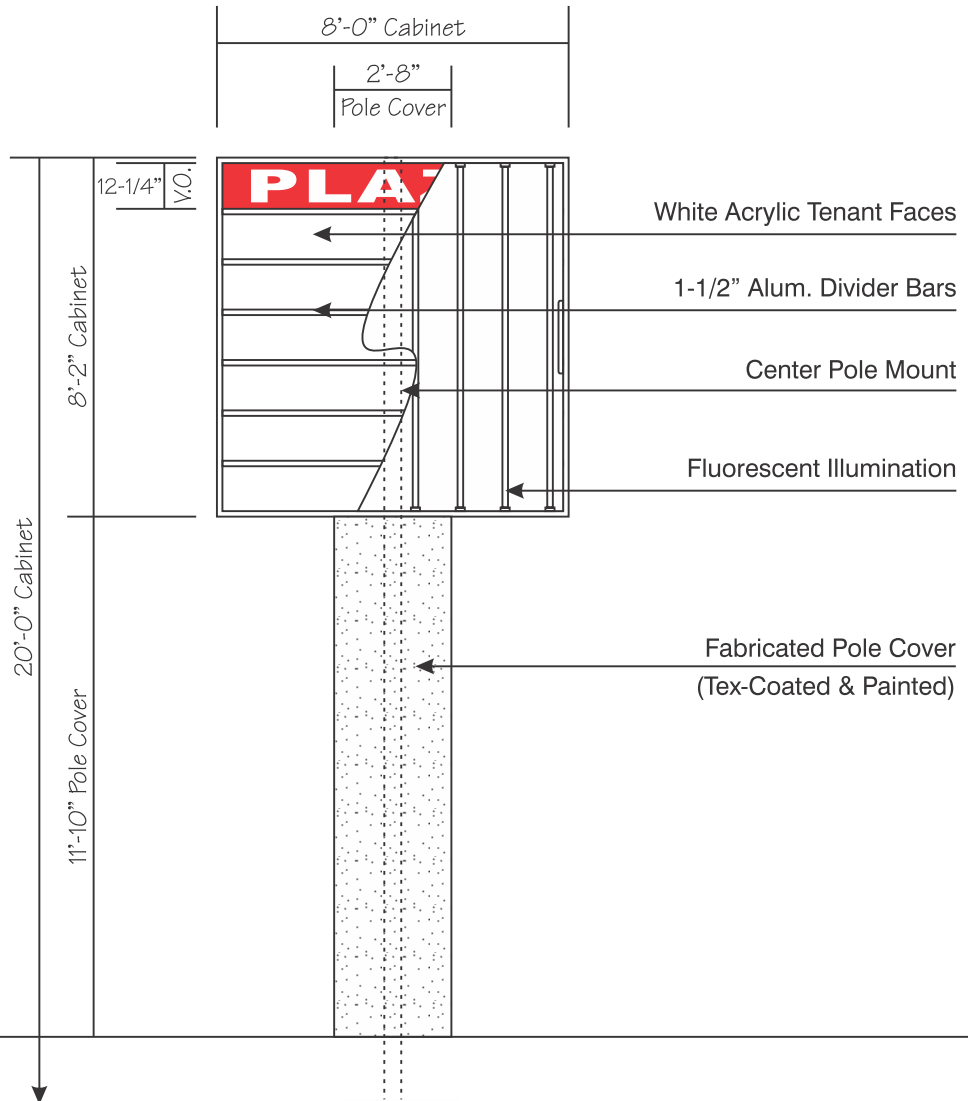 8'-0” Cabinet
2'-8”
Pole Cover
12-1/4”
V.O.
PLA
White Acrylic Tenant Faces
1-1/2” Alum. Divider Bars
8'-2” Cabinet
Center Pole Mount
Fluorescent Illumination
20'-0” Cabinet
Fabricated Pole Cover
(Tex-Coated & Painted)
11'-10” Pole Cover